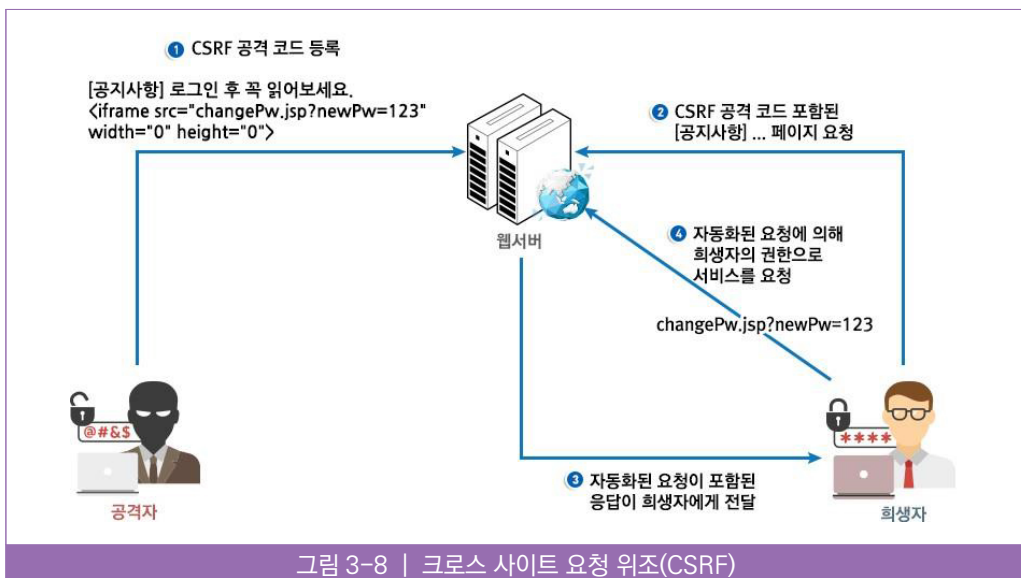 1 CSRF 공격 코드 등록
[공지사항] 로그인 후 꼭 읽어보세요.
<iframe src="changePw.jsp?newPw=123"
width="0" height="0">
2 CSRF 공격 코드 포함된
[공지사항] ... 페이지 요청
웹서버
4 자동화된 요청에 의해
희생자의 권한으로
서비스를 요청
changePw.jsp?newPw=123
@#&$
****
3 자동화된 요청이 포함된
응답이 희생자에게 전달
공격자
희생자
그림 3-8 | 크로스 사이트 요청 위조(CSRF)